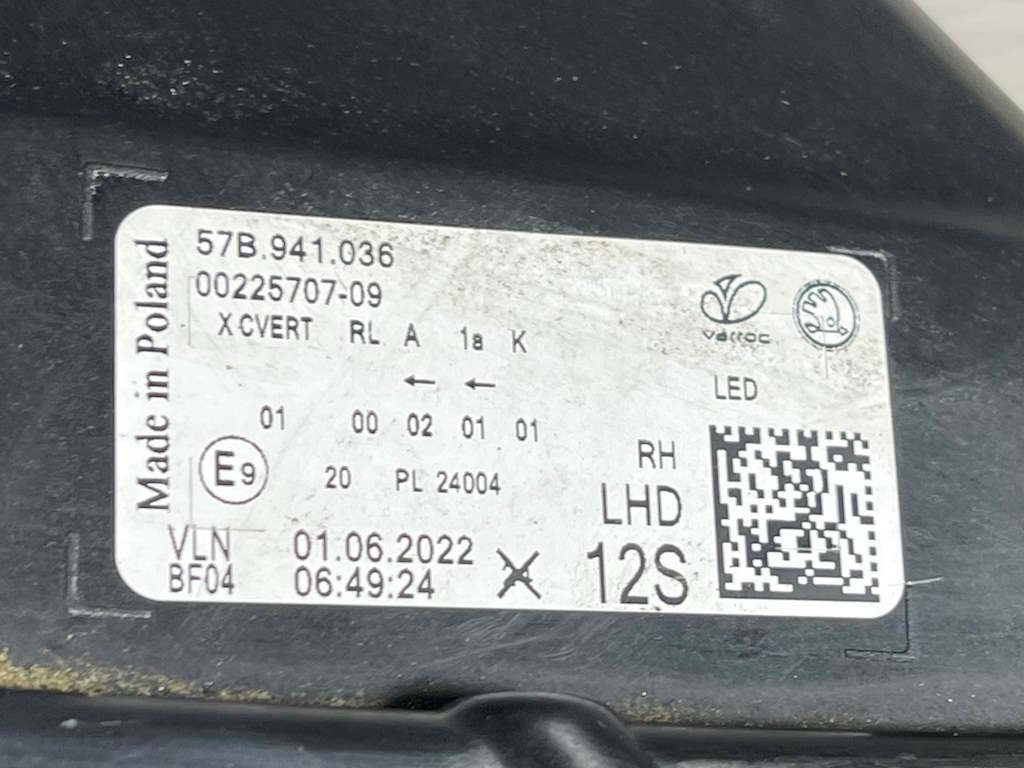 Made in Poland
57B.941.036
00225707-09
X CVERT RL A 1a K
← ←
varroc
LED
01 00 02 01 01
E9
20 PL 24004
RH
LHD
VLN 01.06.2022
BF04 06:49:24
12S